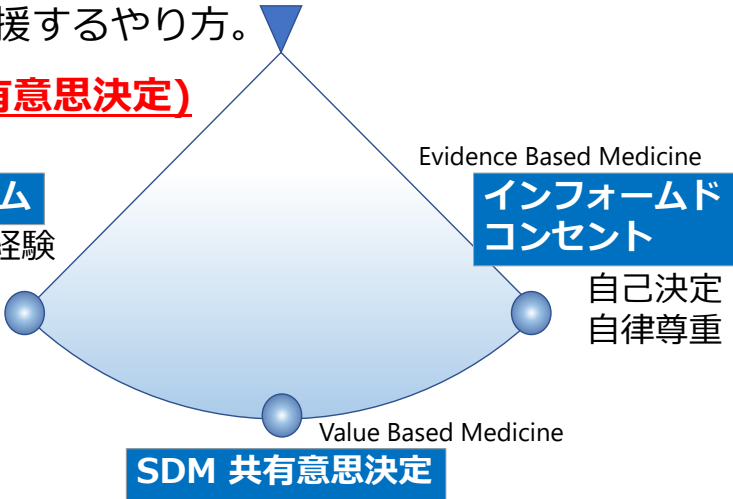 援するやり方。
有意思決定)
Evidence Based Medicine
ム
インフォームド
コンセント
経験
自己決定
自律尊重
Value Based Medicine
SDM 共有意思決定